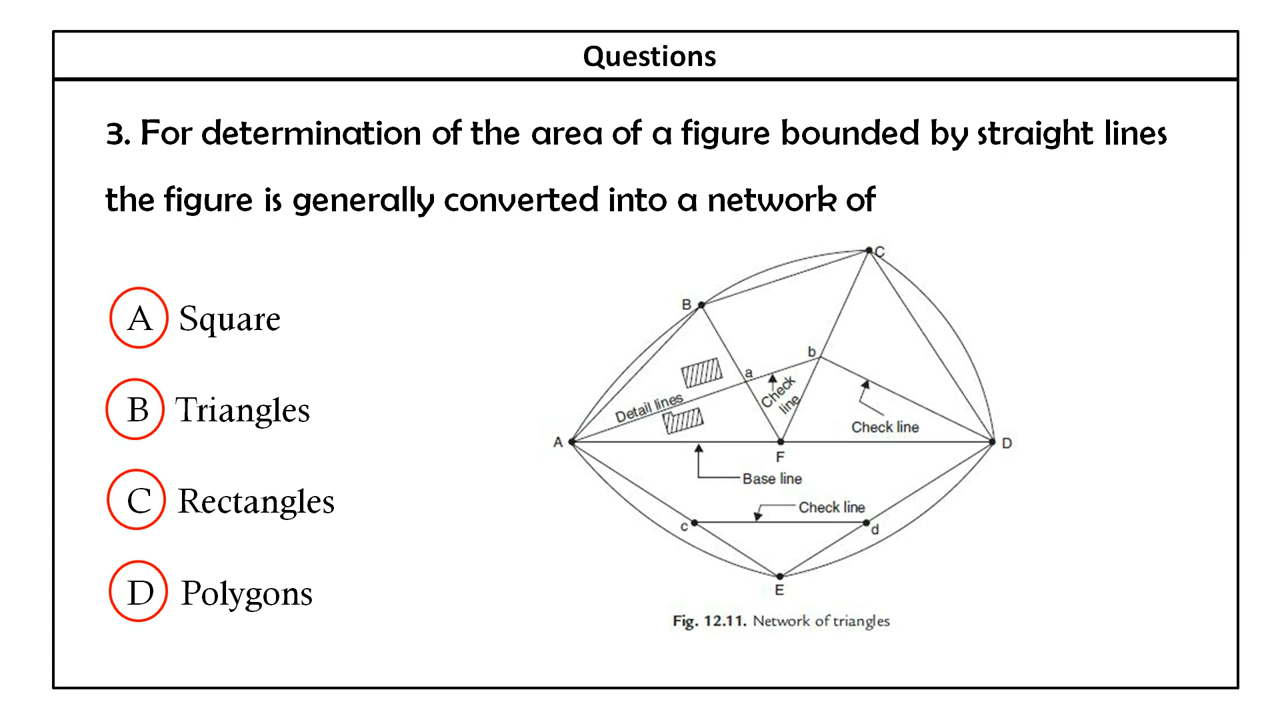 Questions
3. For determination of the area of a figure bounded by straight lines
the figure is generally converted into a network of
A Square
B Triangles
C Rectangles
D Polygons
C
B
b
a
Detail lines
Check
line
Check line
A
F
D
Base line
Check line
c
d
E
Fig. 12.11. Network of triangles